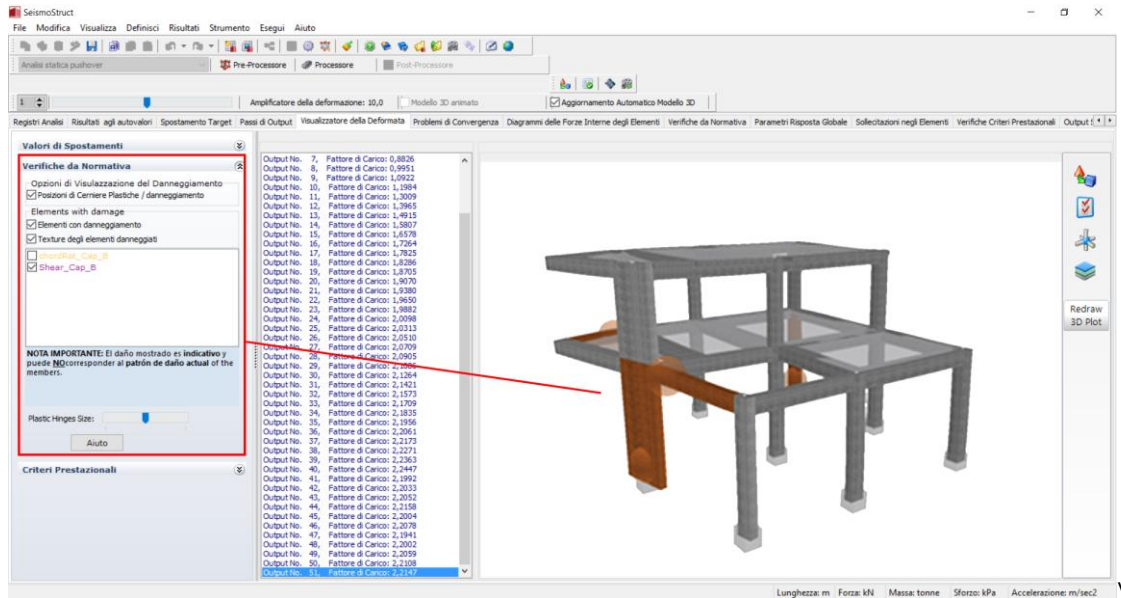 SeismoStruct
File Modifica Visualizza Definisci Risultati Strumento Esegui Aiuto
Analisi statica pushover Pre-Processore Processore Post-Processore
1 Amplificatore della deformazione: 10,0 Modello 3D animato Aggiornamento Automatico Modello 3D
Registri Analisi Risultati agli autovalori Spostamento Target Passi di Output Visualizzatore della Deformata Problemi di Convergenza Diagrammi delle Forze Interne degli Elementi Verifiche da Normativa Parametri Risposta Globale Sollecitazioni negli Elementi Verifiche Criteri Prestazionali Output
Valori di Spostamenti
Verifiche da Normativa
Opzioni di Visulazzazione del Danneggiamento
Posizioni di Cerniere Plastiche / danneggiamento
Elements with damage
Elementi con danneggiamento
Texture degli elementi danneggiati
chordRot_Cap_B
Shear_Cap_B
NOTA IMPORTANTE: El daño mostrado es indicativo y
puede NOcorresponder al patrón de daño actual of the
members.
Plastic Hinges Size:
Aiuto
Criteri Prestazionali
Output No. 7, Fattore di Carico: 0,8826
Output No. 8, Fattore di Carico: 0,9951
Output No. 9, Fattore di Carico: 1,0922
Output No. 10, Fattore di Carico: 1,1984
Output No. 11, Fattore di Carico: 1,3009
Output No. 12, Fattore di Carico: 1,3965
Output No. 13, Fattore di Carico: 1,4915
Output No. 14, Fattore di Carico: 1,5807
Output No. 15, Fattore di Carico: 1,6578
Output No. 16, Fattore di Carico: 1,7264
Output No. 17, Fattore di Carico: 1,7825
Output No. 18, Fattore di Carico: 1,8286
Output No. 19, Fattore di Carico: 1,8705
Output No. 20, Fattore di Carico: 1,9070
Output No. 21, Fattore di Carico: 1,9380
Output No. 22, Fattore di Carico: 1,9650
Output No. 23, Fattore di Carico: 1,9882
Output No. 24, Fattore di Carico: 2,0098
Output No. 25, Fattore di Carico: 2,0313
Output No. 26, Fattore di Carico: 2,0510
Output No. 27, Fattore di Carico: 2,0709
Output No. 28, Fattore di Carico: 2,0905
Output No. 29, Fattore di Carico:
Output No. 30, Fattore di Carico: 2,1264
Output No. 31, Fattore di Carico: 2,1421
Output No. 32, Fattore di Carico: 2,1573
Output No. 33, Fattore di Carico: 2,1709
Output No. 34, Fattore di Carico: 2,1835
Output No. 35, Fattore di Carico: 2,1956
Output No. 36, Fattore di Carico: 2,2061
Output No. 37, Fattore di Carico: 2,2173
Output No. 38, Fattore di Carico: 2,2271
Output No. 39, Fattore di Carico: 2,2363
Output No. 40, Fattore di Carico: 2,2447
Output No. 41, Fattore di Carico: 2,1992
Output No. 42, Fattore di Carico: 2,2033
Output No. 43, Fattore di Carico: 2,2052
Output No. 44, Fattore di Carico: 2,2158
Output No. 45, Fattore di Carico: 2,2004
Output No. 46, Fattore di Carico: 2,2078
Output No. 47, Fattore di Carico: 2,1941
Output No. 48, Fattore di Carico: 2,2002
Output No. 49, Fattore di Carico: 2,2059
Output No. 50, Fattore di Carico: 2,2108
Output No. 51, Fattore di Carico: 2,2147
Redraw
3D Plot
Lunghezza: m Forza: kN Massa: tonne Sforzo: kPa Accelerazione: m/sec2